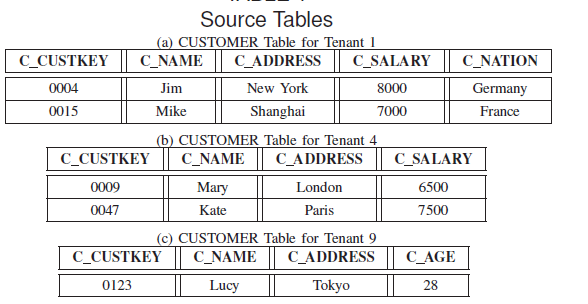 Source Tables
(a) CUSTOMER Table for Tenant 1
C_CUSTKEY C_NAME C_ADDRESS C_SALARY C_NATION
0004 Jim New York 8000 Germany
0015 Mike Shanghai 7000 France
(b) CUSTOMER Table for Tenant 4
C_CUSTKEY C_NAME C_ADDRESS C_SALARY
0009 Mary London 6500
0047 Kate Paris 7500
(c) CUSTOMER Table for Tenant 9
C_CUSTKEY C_NAME C_ADDRESS C_AGE
0123 Lucy Tokyo 28